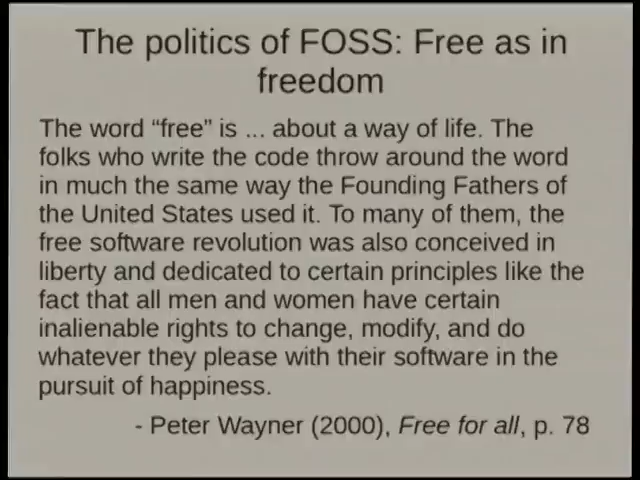 The politics of FOSS: Free as in
freedom
The word “free” is ... about a way of life. The
folks who write the code throw around the word
in much the same way the Founding Fathers of
the United States used it. To many of them, the
free software revolution was also conceived in
liberty and dedicated to certain principles like the
fact that all men and women have certain
inalienable rights to change, modify, and do
whatever they please with their software in the
pursuit of happiness.
- Peter Wayner (2000), Free for all, p. 78